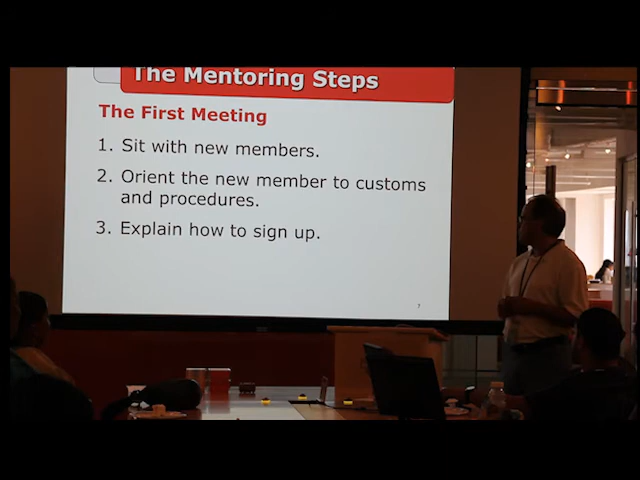 The Mentoring Steps
The First Meeting
1. Sit with new members.
2. Orient the new member to customs
and procedures.
3. Explain how to sign up.
7